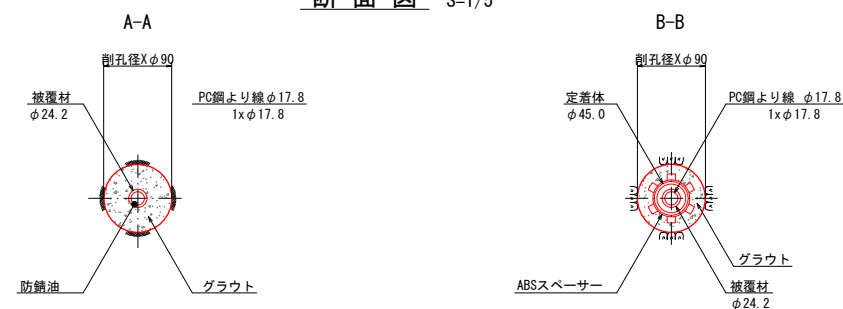 断面図 S=1/5
A-A
B-B
削孔径Xφ90
削孔径Xφ90
被覆材
φ24.2
PC鋼より線φ17.8
1xφ17.8
定着体
φ45.0
PC鋼より線 φ17.8
1xφ17.8
グラウト
防錆油
グラウト
ABSスペーサー
被覆材
φ24.2